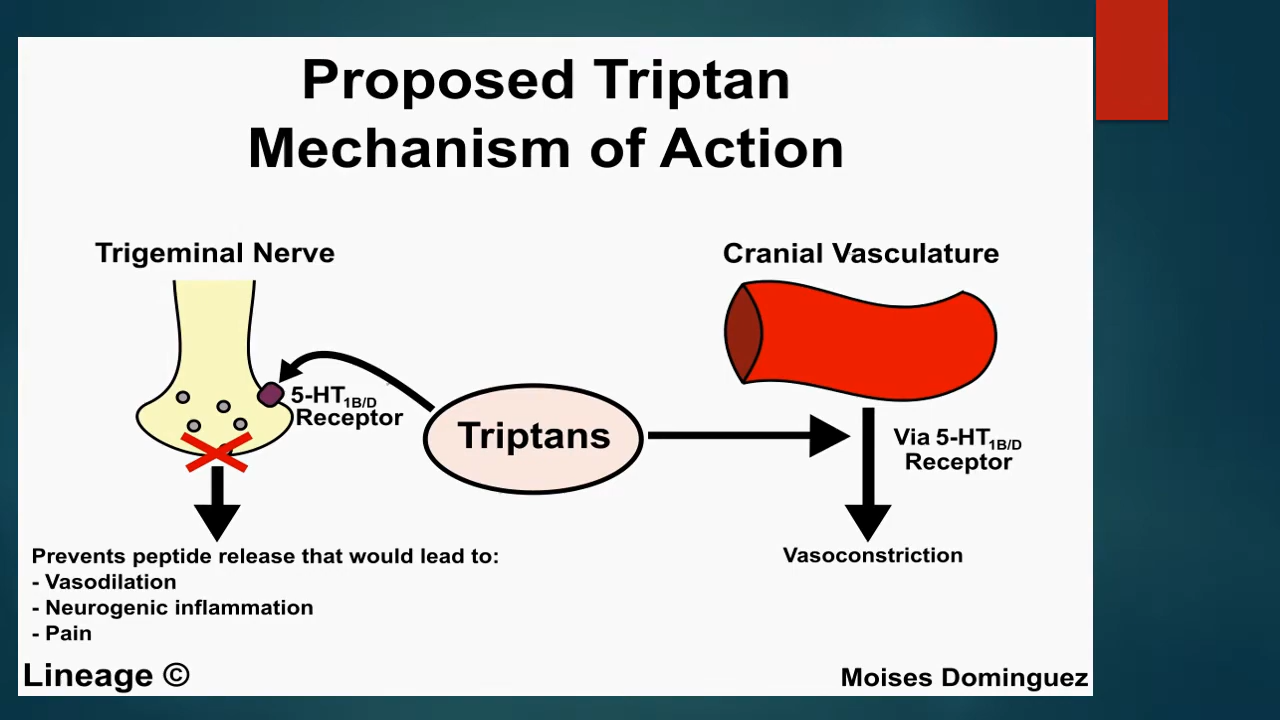 Proposed Triptan
Mechanism of Action
Trigeminal Nerve
Cranial Vasculature
5-HT1B/D
Receptor
Triptans
Via 5-HT1B/D
Receptor
Prevents peptide release that would lead to:
- Vasodilation
- Neurogenic inflammation
- Pain
Vasoconstriction
Lineage ©
Moises Dominguez